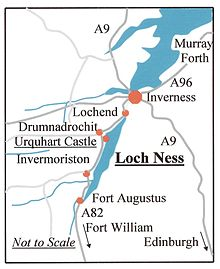 A9
Murray
Forth
A96
Inverness
Lochend
Drumnadrochit
Urquhart Castle
A9
Invermoriston
Loch Ness
Fort Augustus
A82
Fort William
Not to Scale
Edinburgh